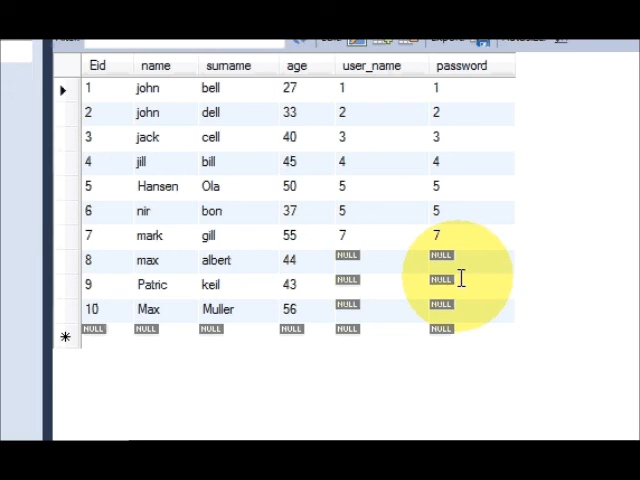 Eid name surname age user_name password
1 john bell 27 1 1
2 john dell 33 2 2
3 jack cell 40 3 3
4 jill bill 45 4 4
5 Hansen Ola 50 5 5
6 nir bon 37 5 5
7 mark gill 55 7 7
8 max albert 44 NULL NULL
9 Patric keil 43 NULL NULL
10 Max Muller 56 NULL NULL
NULL NULL NULL NULL NULL NULL